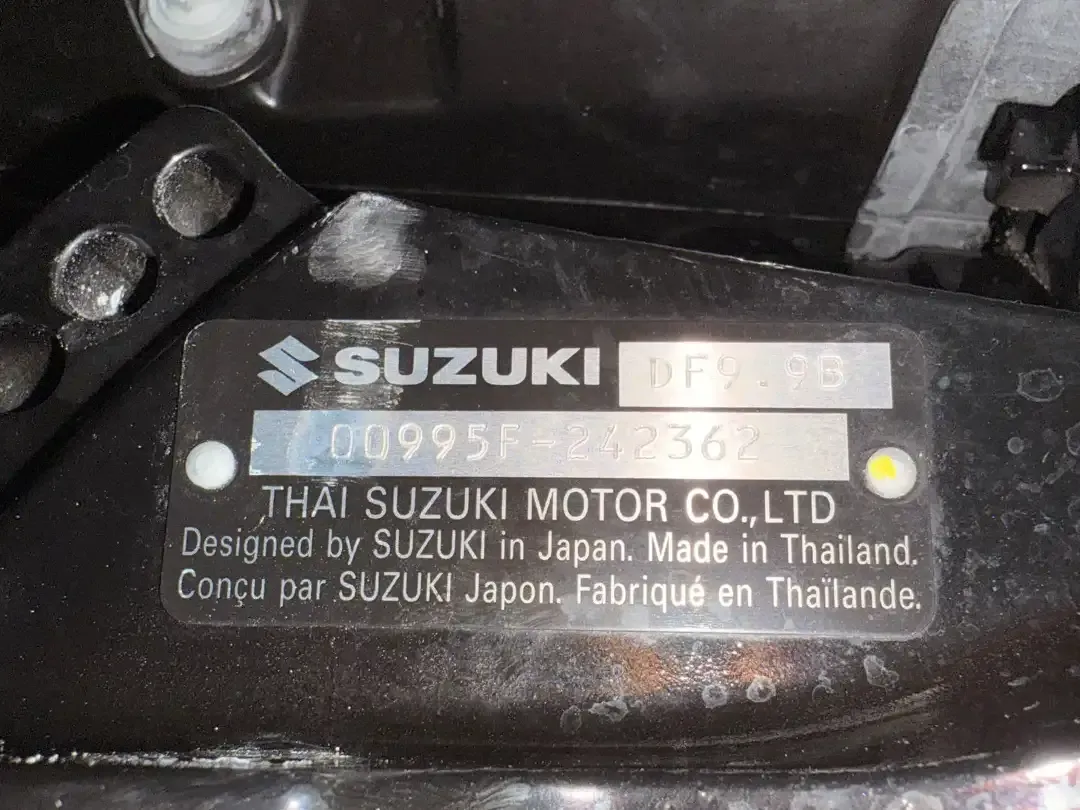 SUZUKI DF9.9B
00995F-242362
THAI SUZUKI MOTOR CO.,LTD
Designed by SUZUKI in Japan. Made in Thailand.
Conçu par SUZUKI Japon. Fabriqué en Thaïlande.